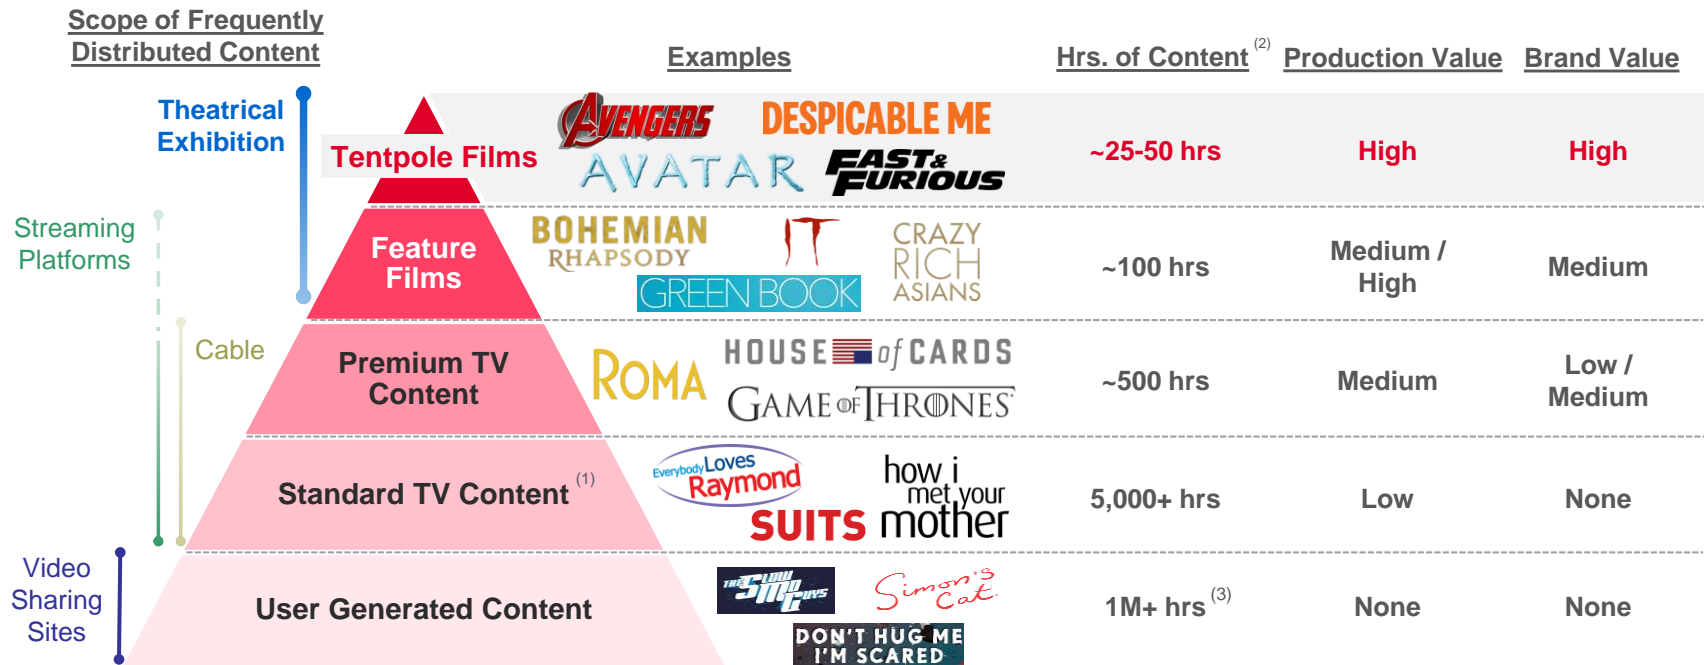 Scope of Frequently
Distributed Content
Examples
Hrs. of Content (2)
Production Value
Brand Value
Theatrical
Exhibition
Tentpole Films
AVENGERS
DESPICABLE ME
AVATAR
FAST &
FURIOUS
~25-50 hrs
High
High
Streaming
Platforms
Feature
Films
BOHEMIAN
RHAPSODY
IT
CRAZY
RICH
ASIANS
GREEN BOOK
~100 hrs
Medium /
High
Medium
Cable
Premium TV
Content
ROMA
HOUSE of CARDS
GAME OF THRONES
~500 hrs
Medium
Low /
Medium
Standard TV Content (1)
Everybody Loves
Raymond
SUITS
how i
met your
mother
5,000+ hrs
Low
None
Video
Sharing
Sites
User Generated Content
THE SLOW
MO GUYS
Simon's
Cat
DON'T HUG ME
I'M SCARED
1M+ hrs (3)
None
None